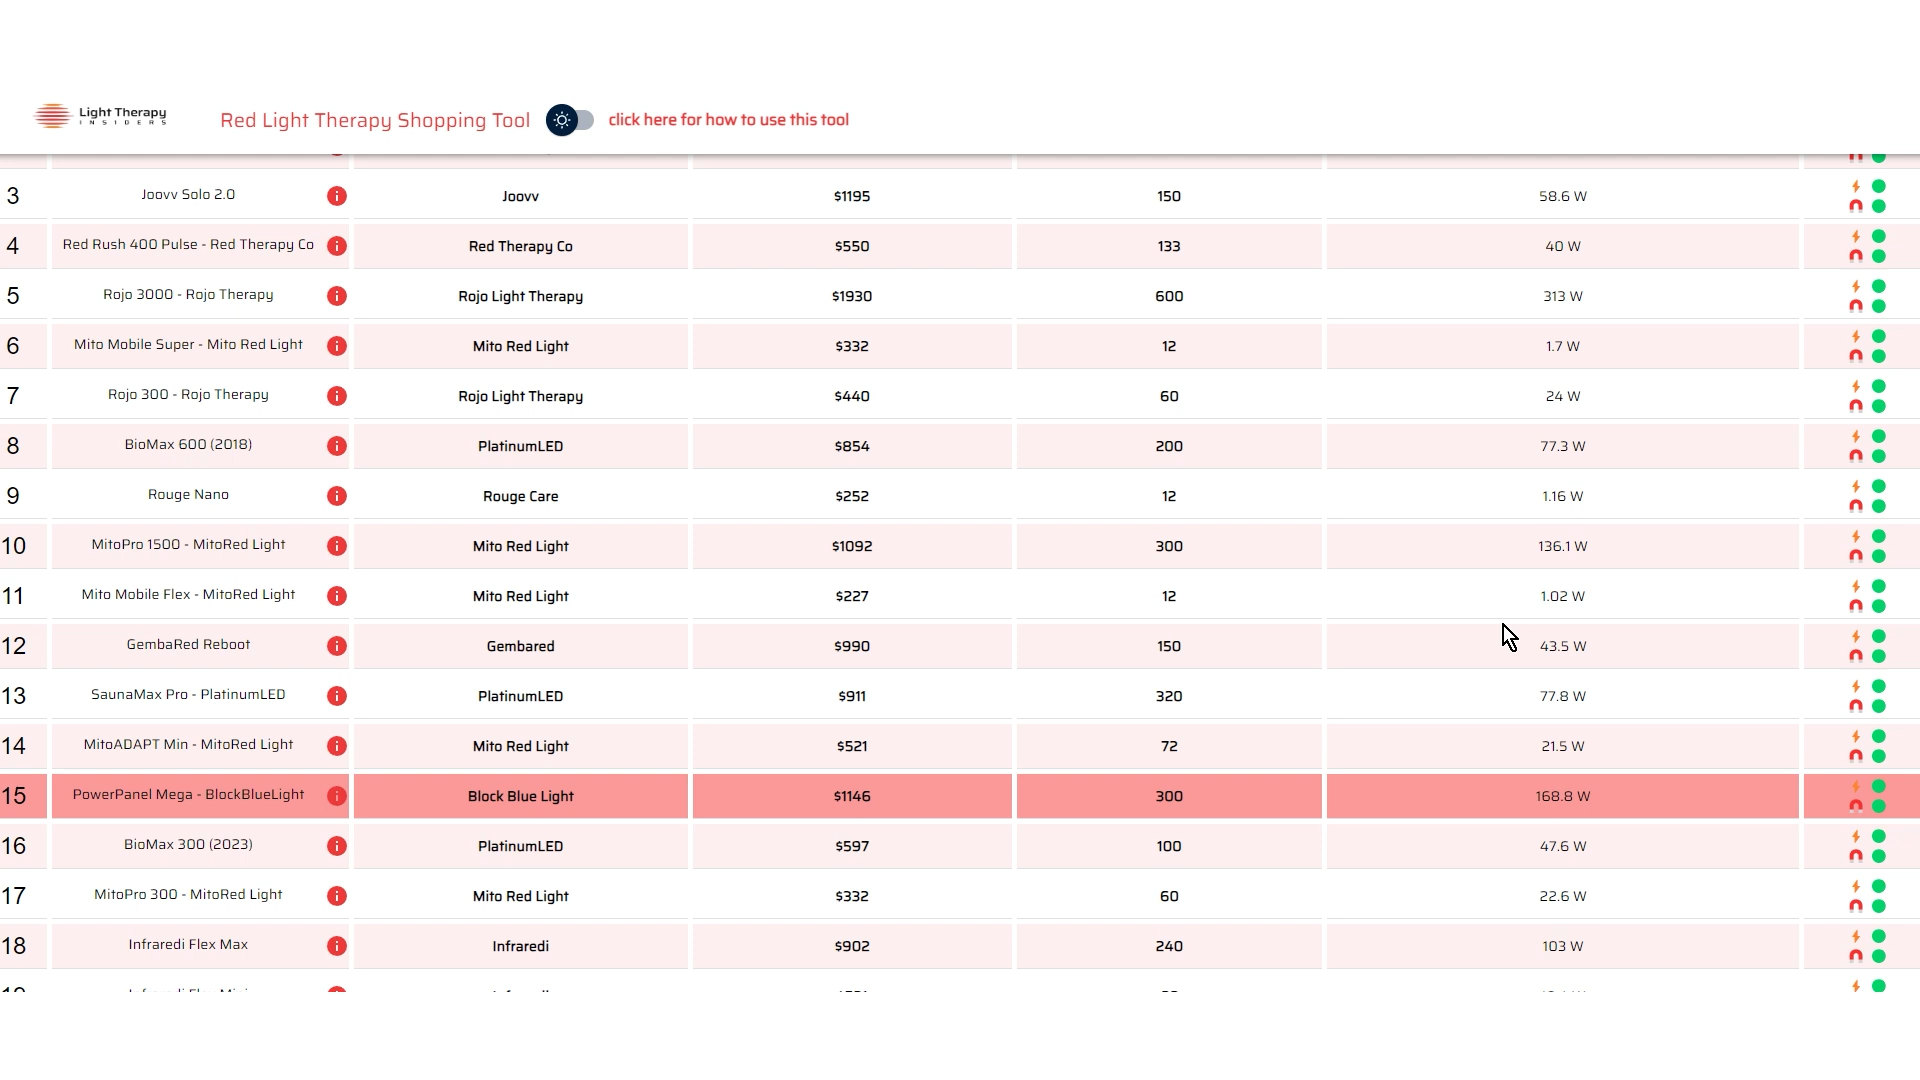 Light Therapy
INSIDERS
Red Light Therapy Shopping Tool click here for how to use this tool
3 Joovv Solo 2.0 i Joovv $1195 150 58.6 W
4 Red Rush 400 Pulse - Red Therapy Co i Red Therapy Co $550 133 40 W
5 Rojo 3000 - Rojo Therapy i Rojo Light Therapy $1930 600 313 W
6 Mito Mobile Super - Mito Red Light i Mito Red Light $332 12 1.7 W
7 Rojo 300 - Rojo Therapy i Rojo Light Therapy $440 60 24 W
8 BioMax 600 (2018) i PlatinumLED $854 200 77.3 W
9 Rouge Nano i Rouge Care $252 12 1.16 W
10 MitoPro 1500 - MitoRed Light i Mito Red Light $1092 300 136.1 W
11 Mito Mobile Flex - MitoRed Light i Mito Red Light $227 12 1.02 W
12 GembaRed Reboot i Gembared $990 150 43.5 W
13 SaunaMax Pro - PlatinumLED i PlatinumLED $911 320 77.8 W
14 MitoADAPT Min - MitoRed Light i Mito Red Light $521 72 21.5 W
15 PowerPanel Mega - BlockBlueLight i Block Blue Light $1146 300 168.8 W
16 BioMax 300 (2023) i PlatinumLED $597 100 47.6 W
17 MitoPro 300 - MitoRed Light i Mito Red Light $332 60 22.6 W
18 Infraredi Flex Max i Infraredi $902 240 103 W